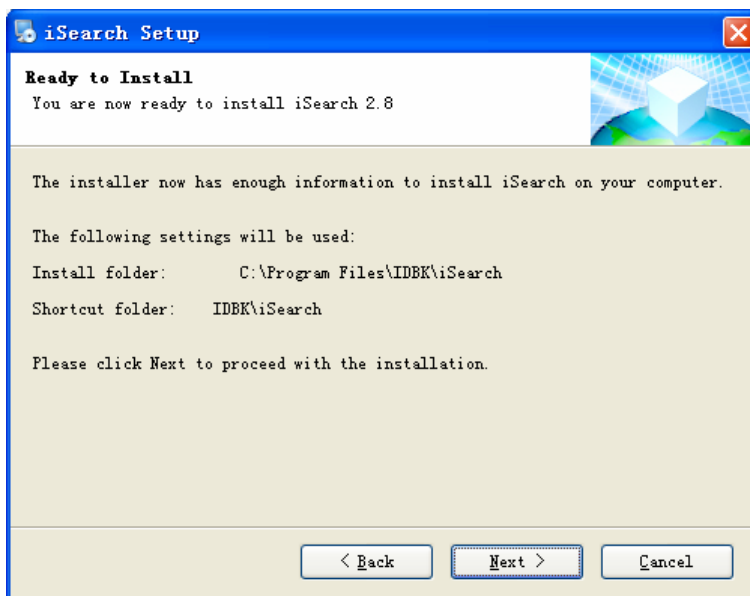 iSearch Setup
Ready to Install
You are now ready to install iSearch 2.8
The installer now has enough information to install iSearch on your computer.
The following settings will be used:
Install folder: C:\Program Files\IDBK\iSearch
Shortcut folder: IDBK\iSearch
Please click Next to proceed with the installation.
< Back Next > Cancel